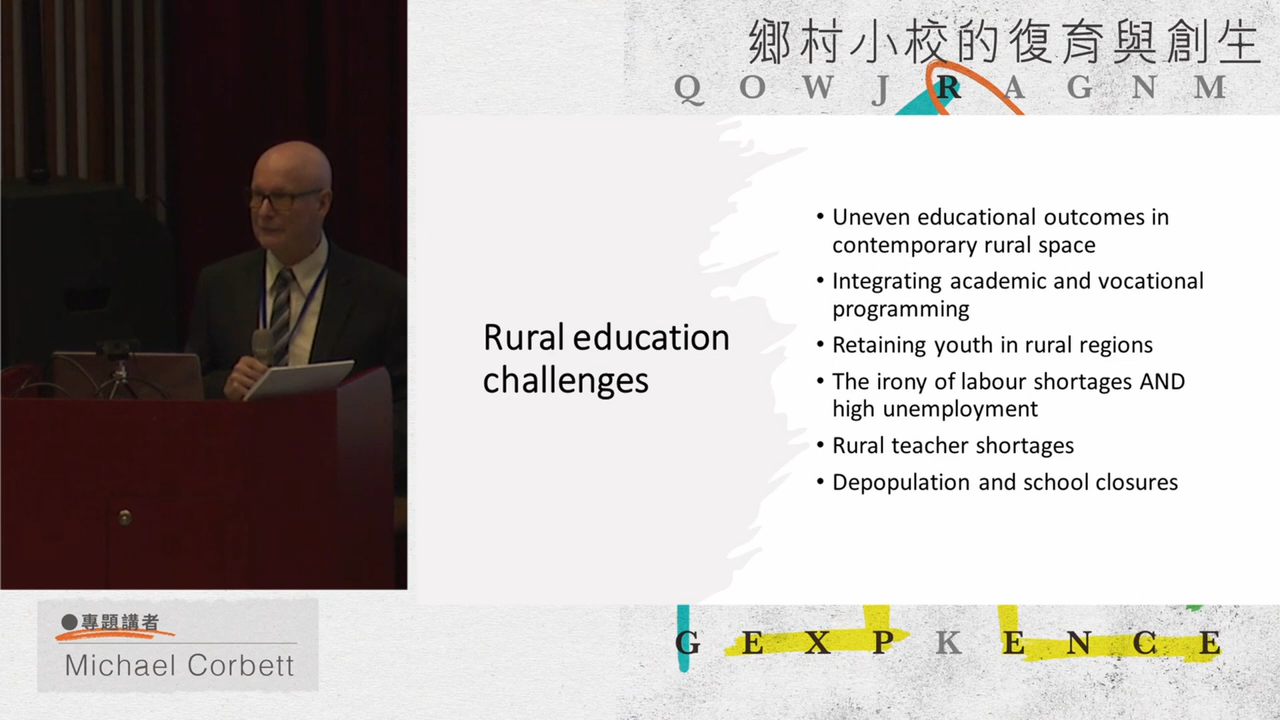 鄉村小校的復育與創生
Q O W J R A G N M
Rural education
challenges
• Uneven educational outcomes in
contemporary rural space
• Integrating academic and vocational
programming
• Retaining youth in rural regions
• The irony of labour shortages AND
high unemployment
• Rural teacher shortages
• Depopulation and school closures
●專題講者
Michael Corbett
G E X P K E N C E